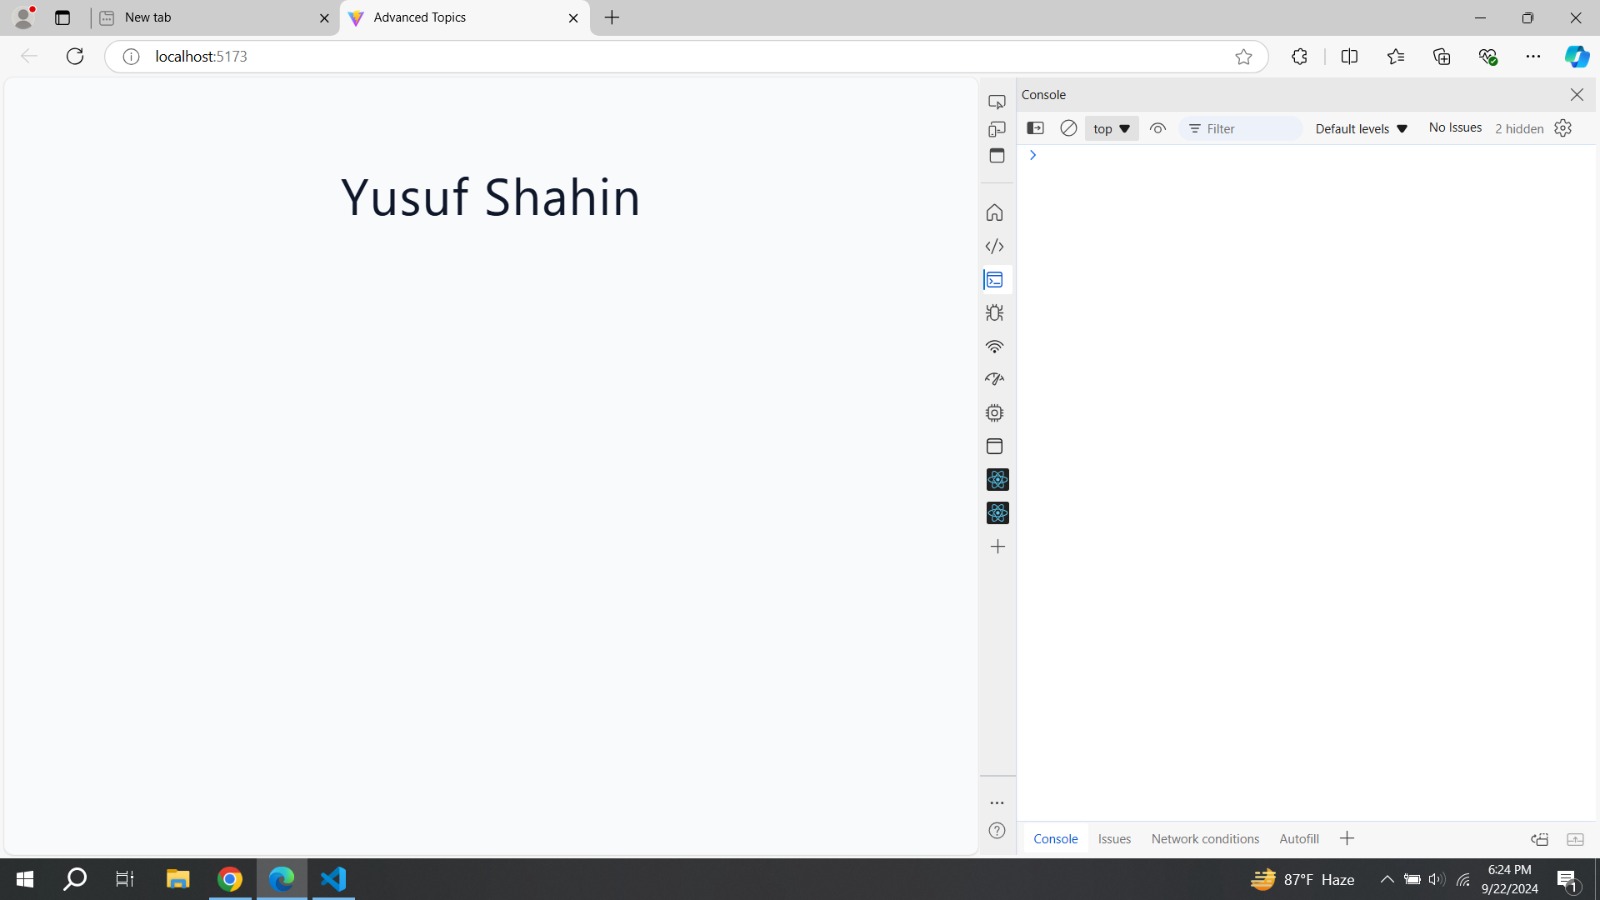 New tab
Advanced Topics
localhost:5173
Yusuf Shahin
Console
top
Filter
Default levels
No Issues
2 hidden
Console
Issues
Network conditions
Autofill
87°F Haze
6:24 PM
9/22/2024
1